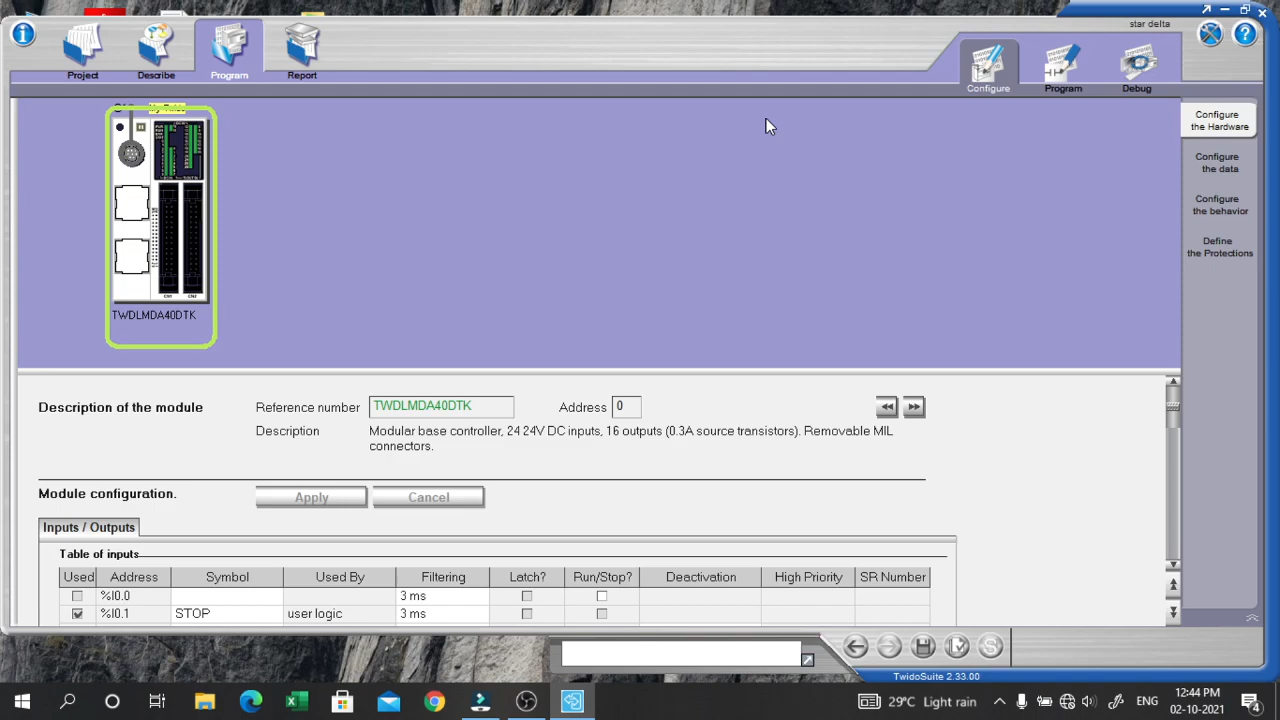 star delta
Project
Describe
Program
Report
Configure
Program
Debug
Configure
the Hardware
Configure
the data
Configure
the behavior
Define
the Protections
CN1 CN2
TWDLMDA40DTK
Description of the module
Reference number TWDLMDA40DTK Address 0
Description Modular base controller, 24 24V DC inputs, 16 outputs (0.3A source transistors). Removable MIL
connectors.
Module configuration. Apply Cancel
Inputs / Outputs
Table of inputs
Used Address Symbol Used By Filtering Latch? Run/Stop? Deactivation High Priority SR Number
%I0.0 3 ms
%I0.1 STOP user logic 3 ms
TwidoSuite 2.33.00
29°C Light rain ENG 12:44 PM
02-10-2021
4